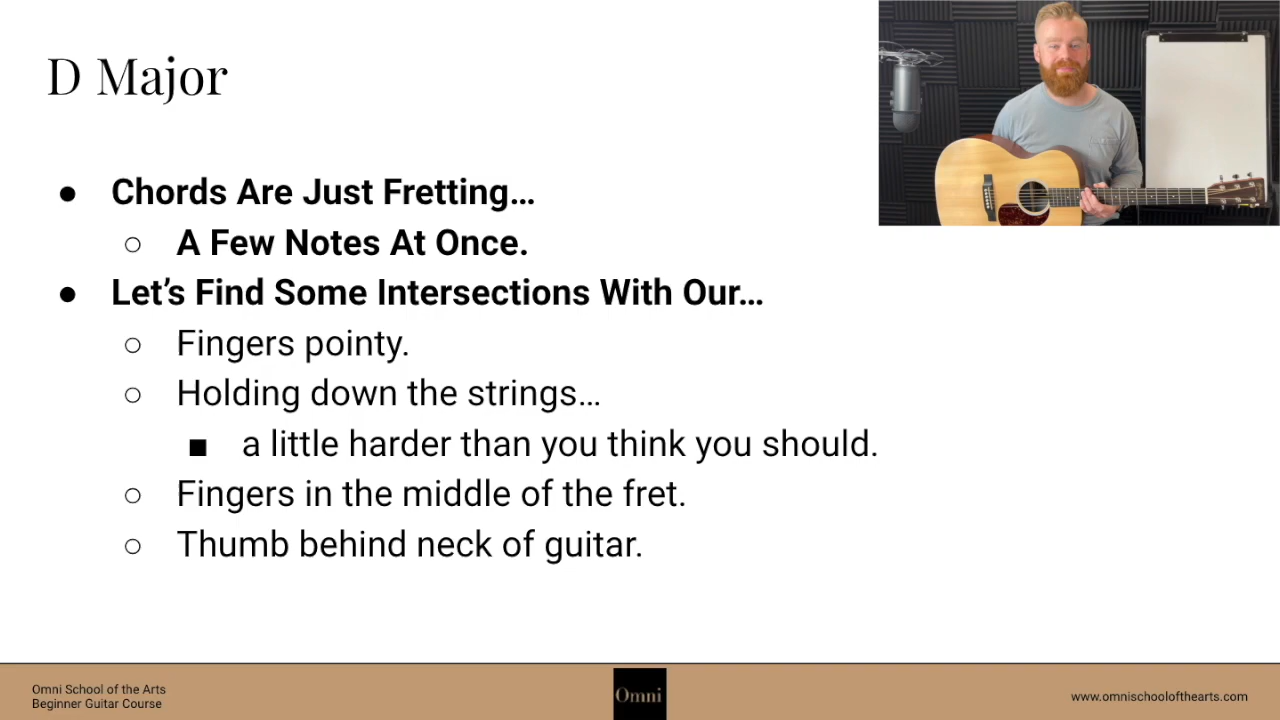 D Major
● Chords Are Just Fretting…
○ A Few Notes At Once.
● Let’s Find Some Intersections With Our…
○ Fingers pointy.
○ Holding down the strings…
■ a little harder than you think you should.
○ Fingers in the middle of the fret.
○ Thumb behind neck of guitar.
Omni School of the Arts
Beginner Guitar Course
Omni
www.omnischoolofthearts.com